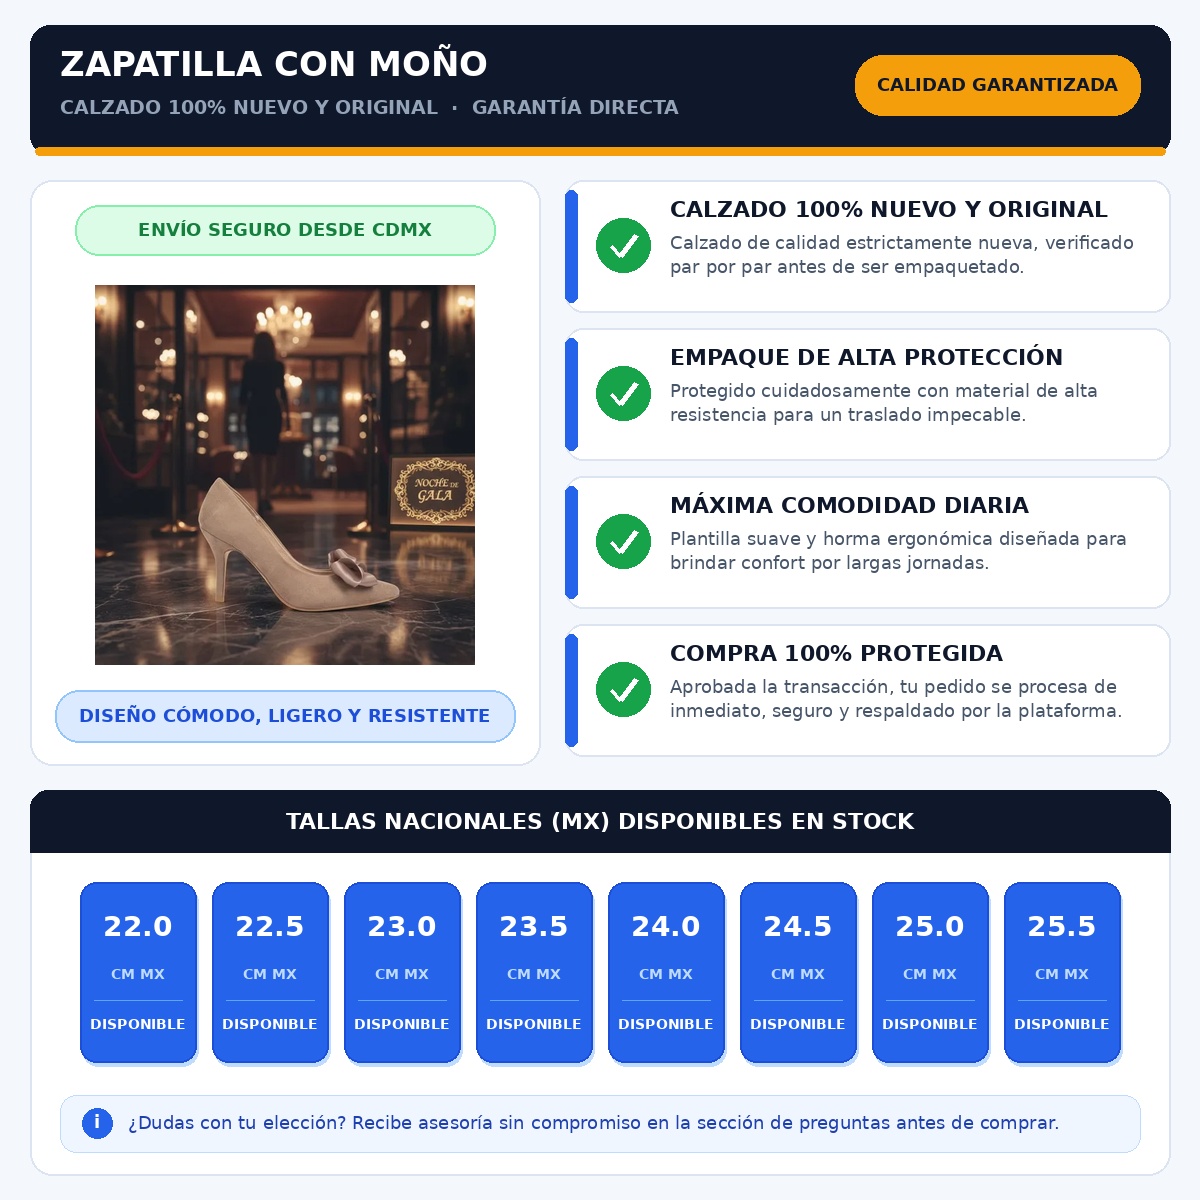 ZAPATILLA CON MOÑO
CALZADO 100% NUEVO Y ORIGINAL · GARANTÍA DIRECTA
CALIDAD GARANTIZADA
ENVÍO SEGURO DESDE CDMX
NOCHE DE
GALA
DISEÑO CÓMODO, LIGERO Y RESISTENTE
CALZADO 100% NUEVO Y ORIGINAL
Calzado de calidad estrictamente nueva, verificado
par por par antes de ser empaquetado.
EMPAQUE DE ALTA PROTECCIÓN
Protegido cuidadosamente con material de alta
resistencia para un traslado impecable.
MÁXIMA COMODIDAD DIARIA
Plantilla suave y horma ergonómica diseñada para
brindar confort por largas jornadas.
COMPRA 100% PROTEGIDA
Aprobada la transacción, tu pedido se procesa de
inmediato, seguro y respaldado por la plataforma.
TALLAS NACIONALES (MX) DISPONIBLES EN STOCK
22.0 22.5 23.0 23.5 24.0 24.5 25.0 25.5
CM MX CM MX CM MX CM MX CM MX CM MX CM MX CM MX
DISPONIBLE DISPONIBLE DISPONIBLE DISPONIBLE DISPONIBLE DISPONIBLE DISPONIBLE DISPONIBLE
i ¿Dudas con tu elección? Recibe asesoría sin compromiso en la sección de preguntas antes de comprar.